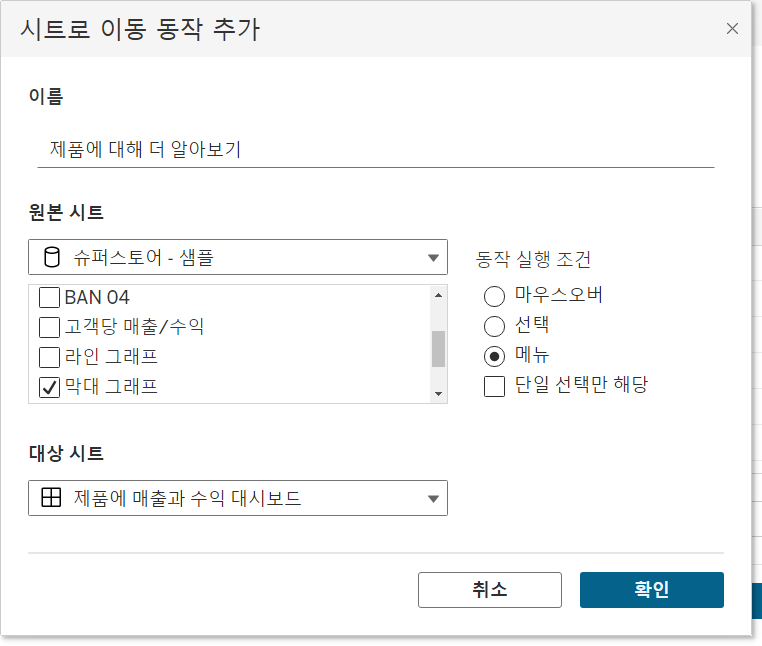 시트로 이동 동작 추가
이름
제품에 대해 더 알아보기
원본 시트
슈퍼스토어 - 샘플
동작 실행 조건
BAN 04
고객당 매출/수익
라인 그래프
막대 그래프
마우스오버
선택
메뉴
단일 선택만 해당
대상 시트
제품에 매출과 수익 대시보드
취소
확인